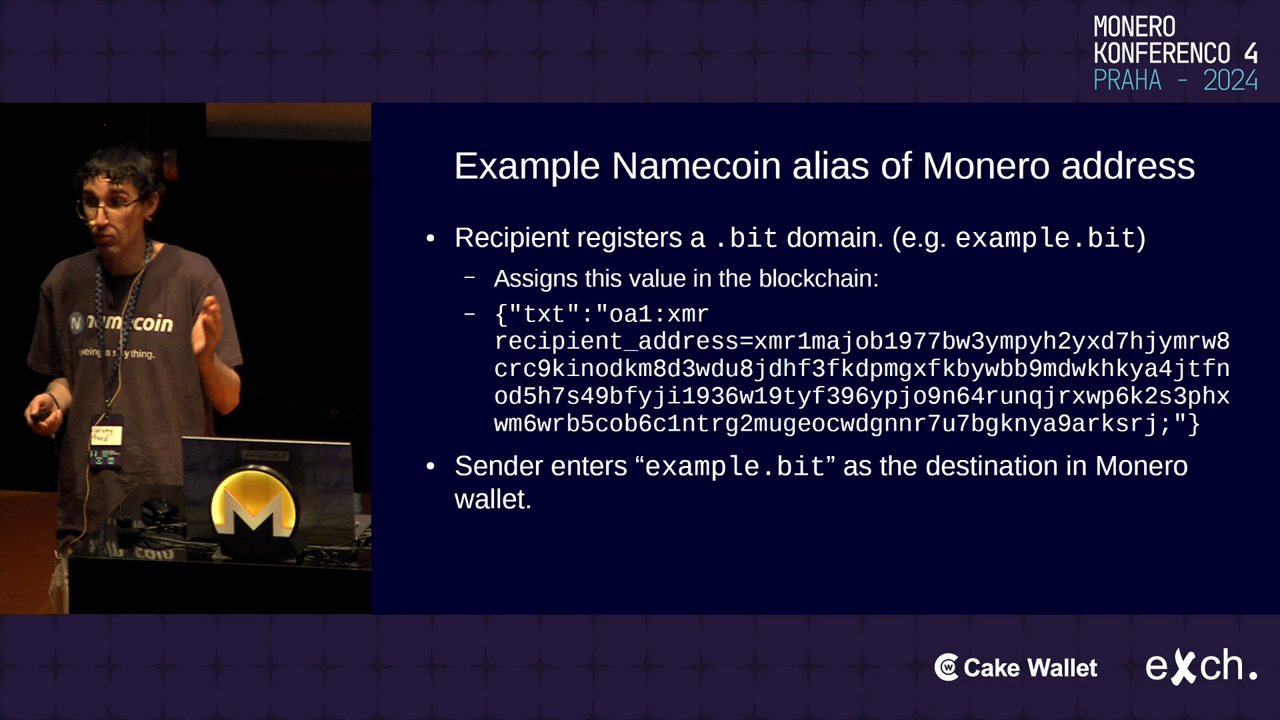 MONERO
KONFERENCO 4
PRAHA - 2024
Example Namecoin alias of Monero address
• Recipient registers a .bit domain. (e.g. example.bit)
– Assigns this value in the blockchain:
– {"txt":"oa1:xmr
recipient_address=xmr1majob1977bw3ympyh2yxd7hjymrw8
crc9kinodkm8d3wdu8jdhf3fkdpmgxfkbywbb9mdwkhkya4jtfn
od5h7s49bfyji1936w19tyf396ypjo9n64runqjrxwp6k2s3phx
wm6wrb5cob6c1ntrg2mugeocwdgnnr7u7bgknya9arksrj;"}
• Sender enters “example.bit” as the destination in Monero
wallet.
namecoin
Cake Wallet
eXch.